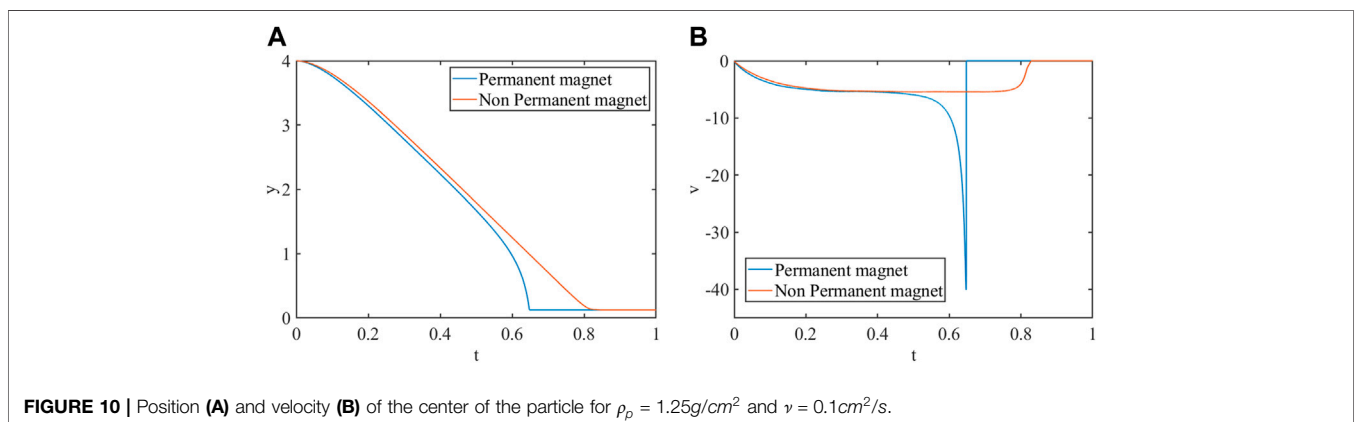 A
B
4
3
2
1
0
y
0
0.2
0.4
0.6
0.8
1
t
Permanent magnet
Non Permanent magnet
0
-10
-20
-30
-40
v
0
0.2
0.4
0.6
0.8
1
t
Permanent magnet
Non Permanent magnet
FIGURE 10 | Position (A) and velocity (B) of the center of the particle for ρp = 1.25g/cm² and ν = 0.1cm²/s.